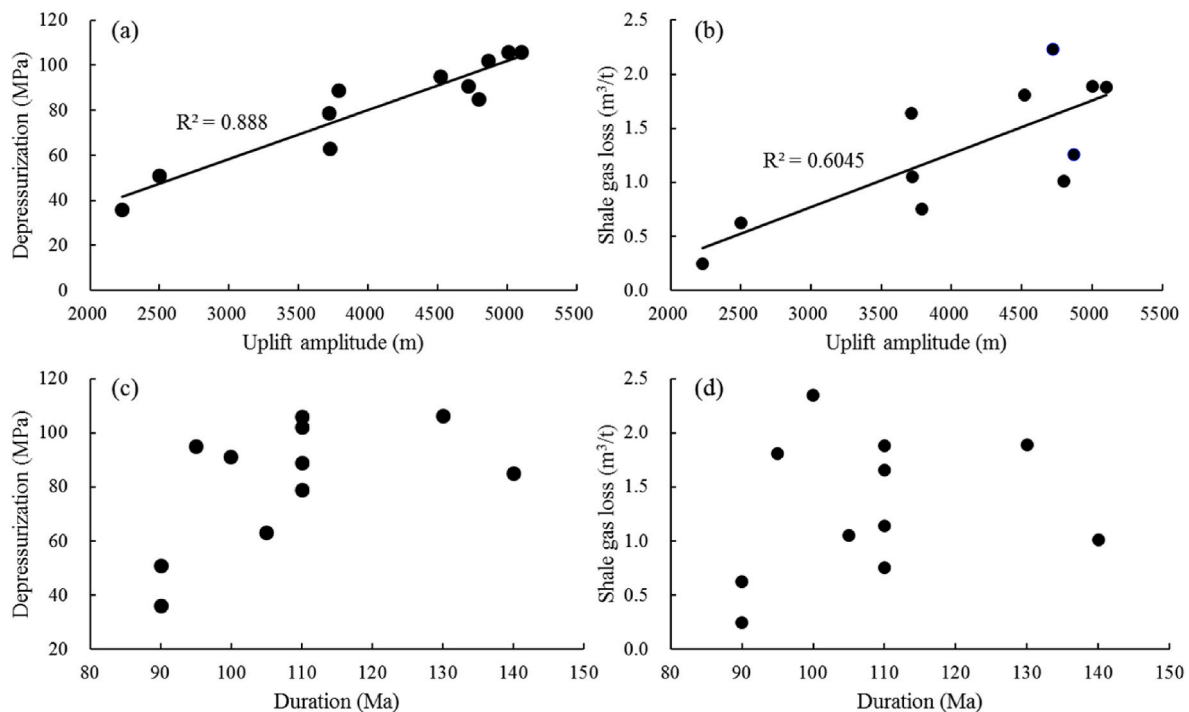 (a)
Depressurization (MPa)
120
100
80
60
40
20
0
R² = 0.888
2000 2500 3000 3500 4000 4500 5000 5500
Uplift amplitude (m)
(b)
Shale gas loss (m³/t)
2.5
2.0
1.5
1.0
0.5
0.0
R² = 0.6045
2000 2500 3000 3500 4000 4500 5000 5500
Uplift amplitude (m)
(c)
Depressurization (MPa)
120
100
80
60
40
20
80 90 100 110 120 130 140 150
Duration (Ma)
(d)
Shale gas loss (m³/t)
2.5
2.0
1.5
1.0
0.5
0.0
80 90 100 110 120 130 140 150
Duration (Ma)